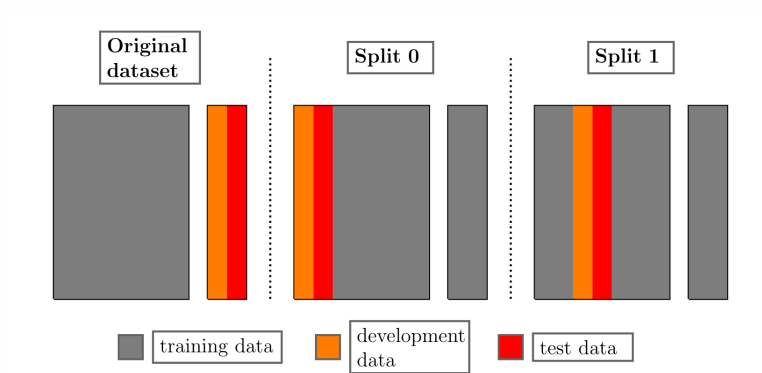 Original
dataset
Split 0
Split 1
training data
development
data
test data